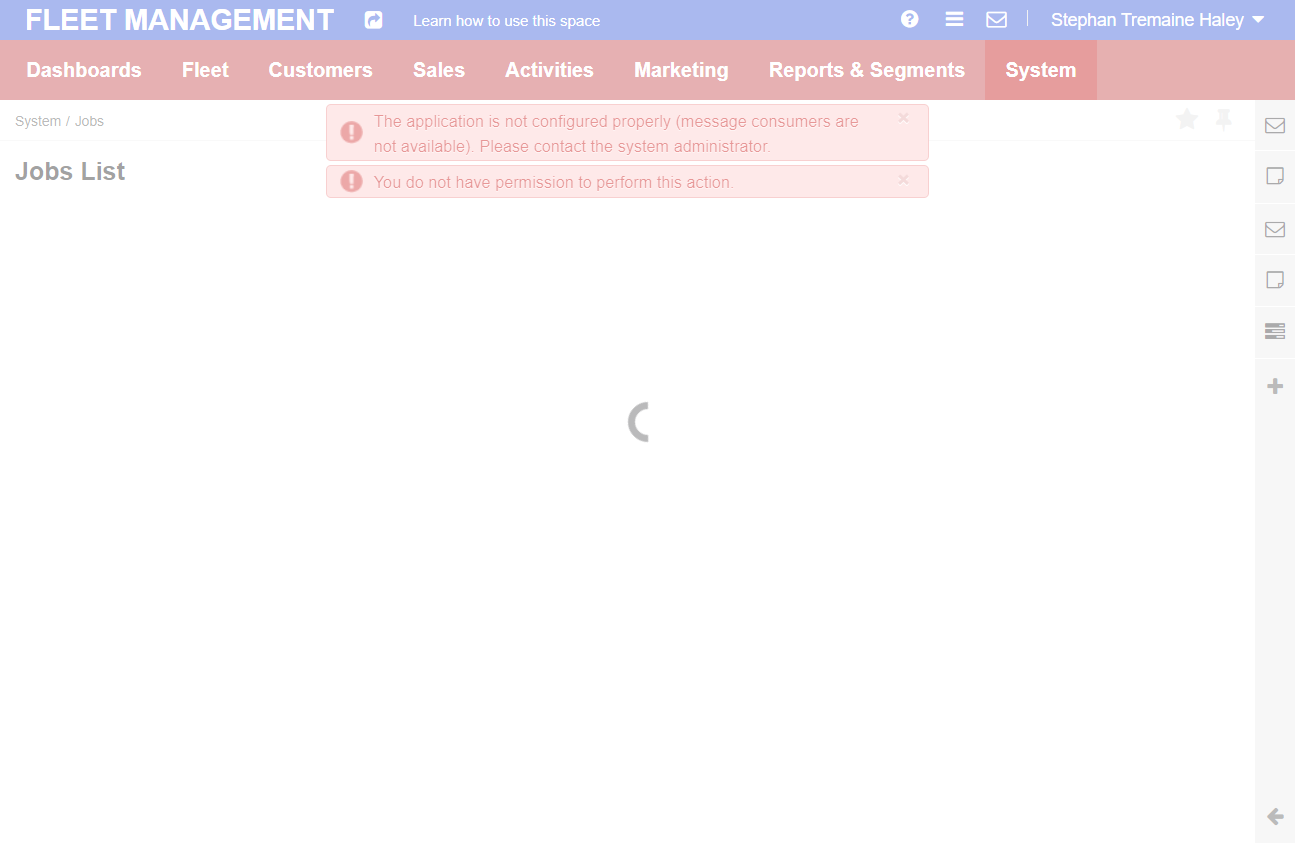 FLEET MANAGEMENT
Learn how to use this space
Stephan Tremaine Haley
Dashboards Fleet Customers Sales Activities Marketing Reports & Segments System
System / Jobs
The application is not configured properly (message consumers are
not available). Please contact the system administrator.
×
Jobs List
You do not have permission to perform this action.
×